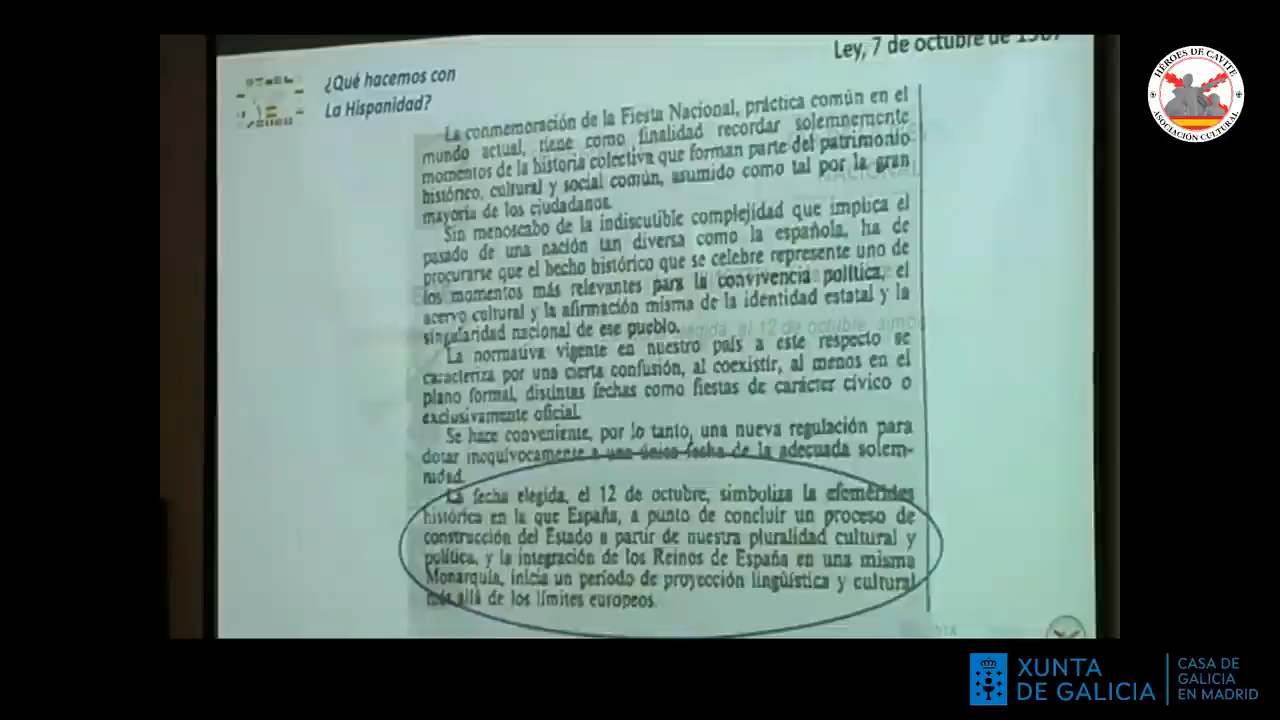 Ley, 7 de octubre de 1987
¿Qué hacemos con
La Hispanidad?
La conmemoración de la Fiesta Nacional, práctica común en el
mundo actual, tiene como finalidad recordar solemnemente
momentos de la historia colectiva que forman parte del patrimonio
histórico, cultural y social común, asumido como tal por la gran
mayoría de los ciudadanos.
Sin menoscabo de la indiscutible complejidad que implica el
pasado de una nación tan diversa como la española, ha de
procurarse que el hecho histórico que se celebre represente uno de
los momentos más relevantes para la convivencia política, el
acervo cultural y la afirmación misma de la identidad estatal y la
singularidad nacional de ese pueblo.
La normativa vigente en nuestro país a este respecto se
caracteriza por una cierta confusión, al coexistir, al menos en el
plano formal, distintas fechas como fiestas de carácter cívico o
exclusivamente oficial.
Se hace conveniente, por lo tanto, una nueva regulación para
dotar inequívocamente a una única fecha de la adecuada solem-
nidad.
La fecha elegida, el 12 de octubre, simboliza la efemérides
histórica en la que España, a punto de concluir un proceso de
construcción del Estado a partir de nuestra pluralidad cultural y
política, y la integración de los Reinos de España en una misma
Monarquía, inicia un período de proyección lingüística y cultural
más allá de los límites europeos.
HÉROES DE CAVITE
ASOCIACIÓN CULTURAL
XUNTA
DE GALICIA
CASA DE
GALICIA
EN MADRID